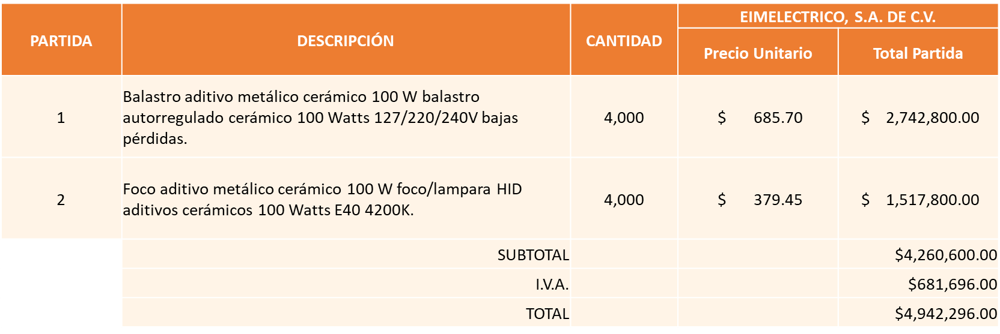 PARTIDA DESCRIPCIÓN CANTIDAD EIMELECTRICO, S.A. DE C.V.
Precio Unitario Total Partida
1 Balastro aditivo metálico cerámico 100 W balastro
autorregulado cerámico 100 Watts 127/220/240V bajas
pérdidas. 4,000 $ 685.70 $ 2,742,800.00
2 Foco aditivo metálico cerámico 100 W foco/lampara HID
aditivos cerámicos 100 Watts E40 4200K. 4,000 $ 379.45 $ 1,517,800.00
SUBTOTAL $4,260,600.00
I.V.A. $681,696.00
TOTAL $4,942,296.00